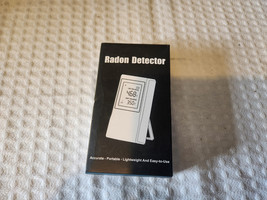 Radon Detector
Accurate - Portable - Lightweight And Easy-to-Use